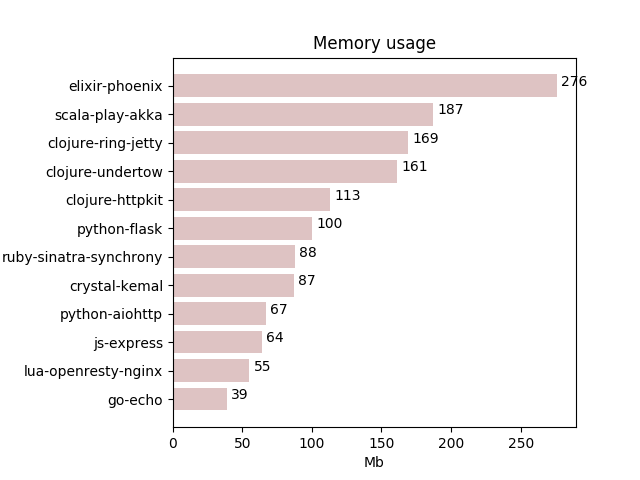 Memory usage
elixir-phoenix 276
scala-play-akka 187
clojure-ring-jetty 169
clojure-undertow 161
clojure-httpkit 113
python-flask 100
ruby-sinatra-synchrony 88
crystal-kemal 87
python-aiohttp 67
js-express 64
lua-openresty-nginx 55
go-echo 39
0 50 100 150 200 250
Mb